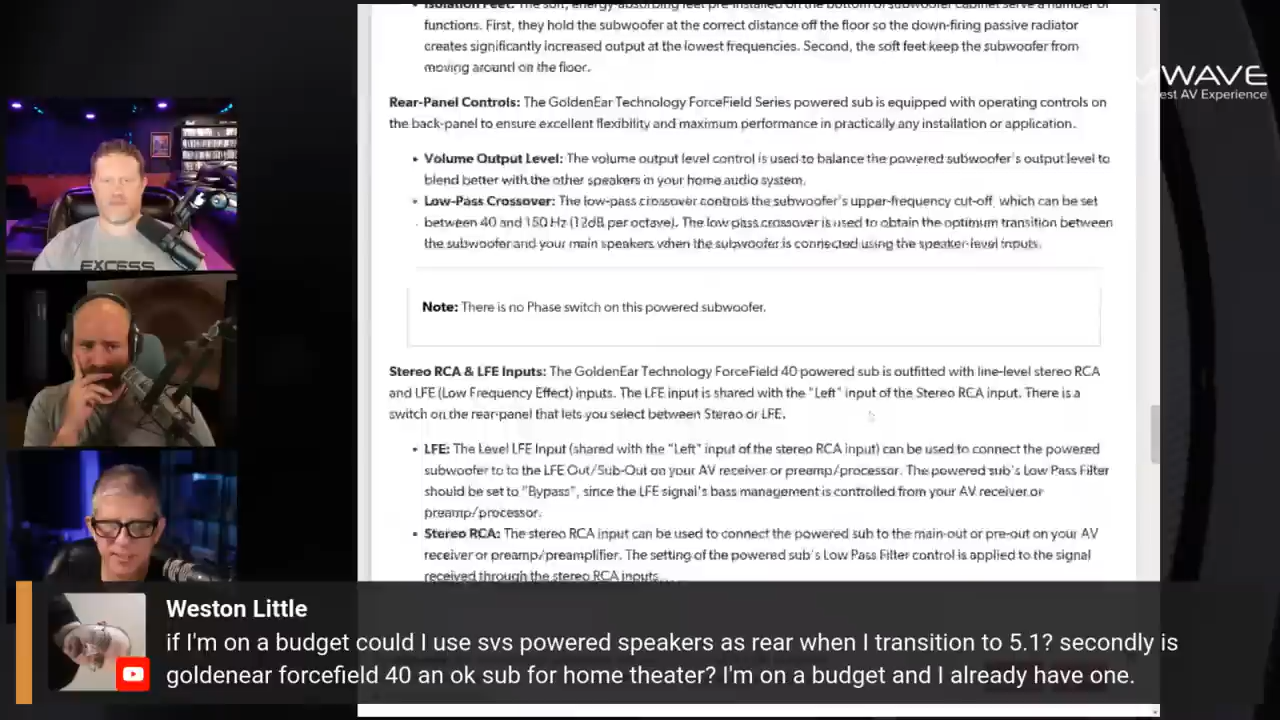 Isolation Feet: The soft, energy-absorbing feet pre-installed on the bottom of subwoofer cabinet serve a number of
functions. First, they hold the subwoofer at the correct distance off the floor so the down-firing passive radiator
creates significantly increased output at the lowest frequencies. Second, the soft feet keep the subwoofer from
moving around on the floor.
WAVE
est AV Experience
Rear-Panel Controls: The GoldenEar Technology ForceField Series powered sub is equipped with operating controls on
the back-panel to ensure excellent flexibility and maximum performance in practically any installation or application.
• Volume Output Level: The volume output level control is used to balance the powered subwoofer's output level to
blend better with the other speakers in your home audio system.
• Low-Pass Crossover: The low-pass crossover controls the subwoofer's upper-frequency cut-off, which can be set
between 40 and 150 Hz (12dB per octave). The low pass crossover is used to obtain the optimum transition between
the subwoofer and your main speakers when the subwoofer is connected using the speaker-level inputs.
EXCESS
Note: There is no Phase switch on this powered subwoofer.
Stereo RCA & LFE Inputs: The GoldenEar Technology ForceField 40 powered sub is outfitted with line-level stereo RCA
and LFE (Low Frequency Effect) inputs. The LFE input is shared with the "Left" input of the Stereo RCA input. There is a
switch on the rear-panel that lets you select between Stereo or LFE.
• LFE: The Level LFE Input (shared with the "Left" input of the stereo RCA input) can be used to connect the powered
subwoofer to to the LFE Out/Sub-Out on your AV receiver or preamp/processor. The powered sub's Low Pass Filter
should be set to "Bypass", since the LFE signal's bass management is controlled from your AV receiver or
preamp/processor.
• Stereo RCA: The stereo RCA input can be used to connect the powered sub to the main-out or pre-out on your AV
receiver or preamp/preamplifier. The setting of the powered sub's Low Pass Filter control is applied to the signal
received through the stereo RCA inputs.
Weston Little
if I'm on a budget could I use svs powered speakers as rear when I transition to 5.1? secondly is
goldenear forcefield 40 an ok sub for home theater? I'm on a budget and I already have one.